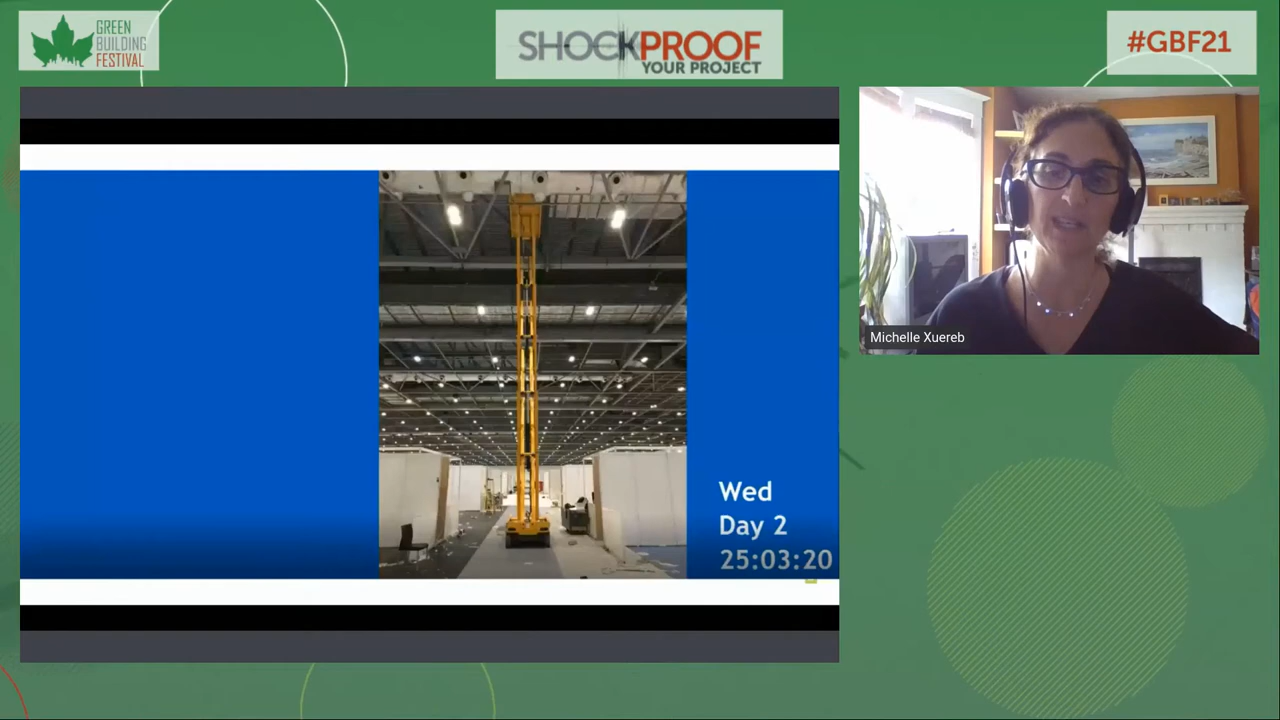 GREEN
BUILDING
FESTIVAL
SHOCKPROOF
YOUR PROJECT
#GBF21
Michelle Xuereb
Wed
Day 2
25:03:20